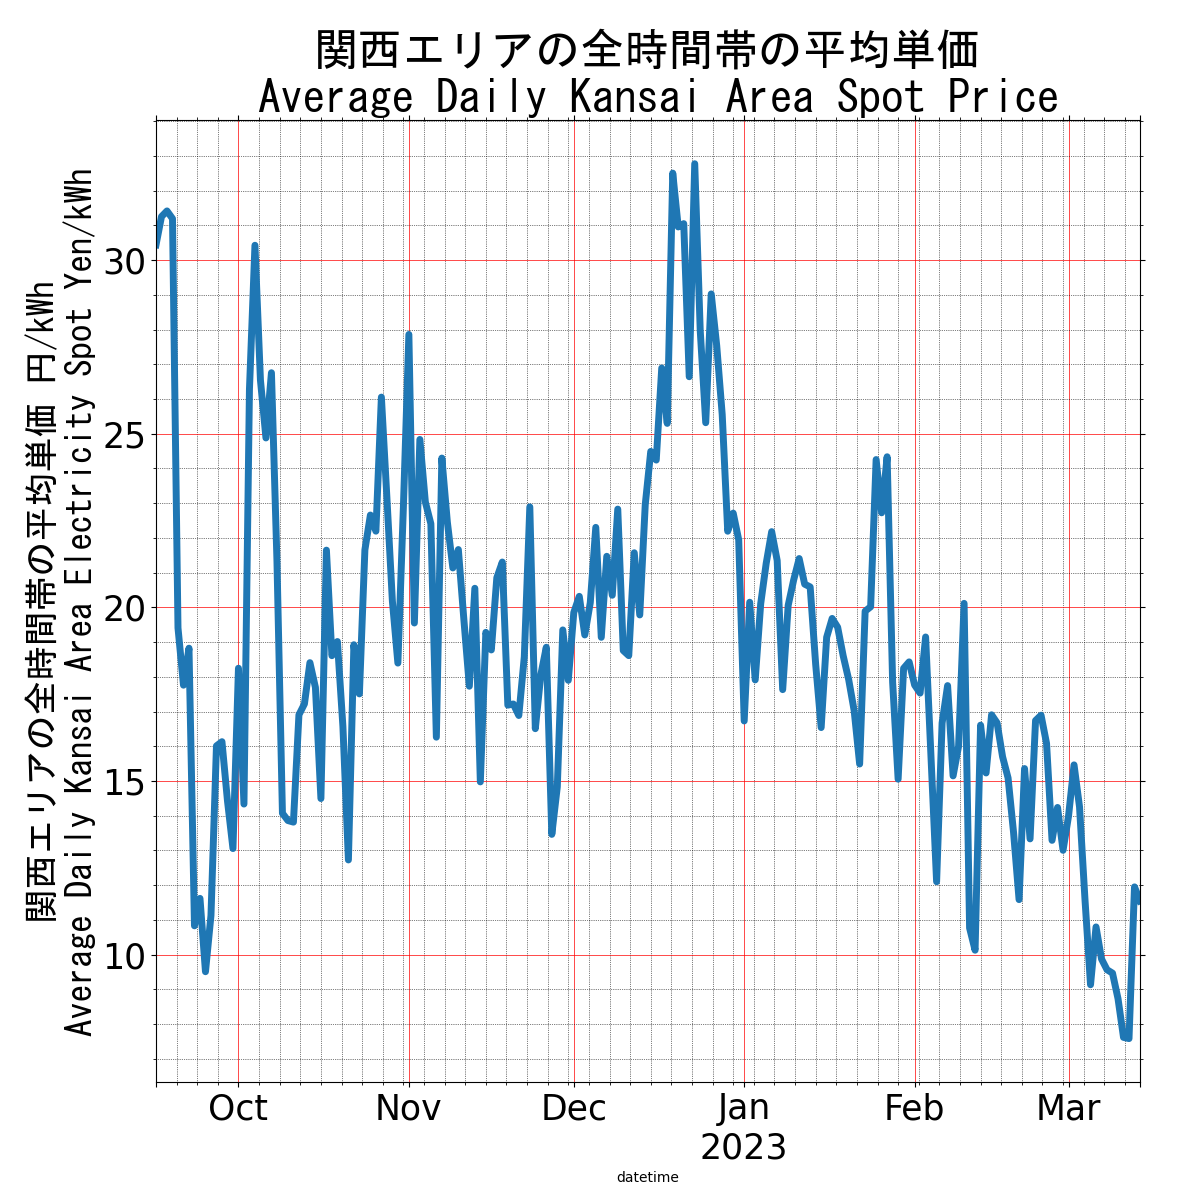 関西エリアの全時間帯の平均単価
Average Daily Kansai Area Spot Price
関西エリアの全時間帯の平均単価 円/kWh
Average Daily Kansai Area Electricity Spot Yen/kWh
30
25
20
15
10
Oct
Nov
Dec
Jan
2023
Feb
Mar
datetime